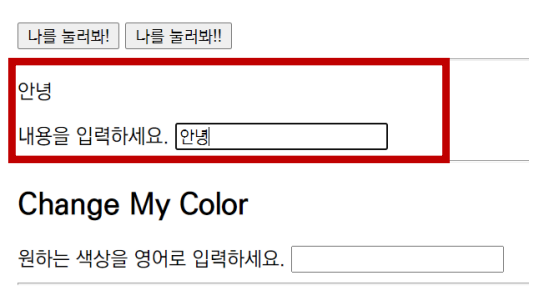 나를 눌러봐! 나를 눌러봐!!
안녕
내용을 입력하세요. 안녕
Change My Color
원하는 색상을 영어로 입력하세요.